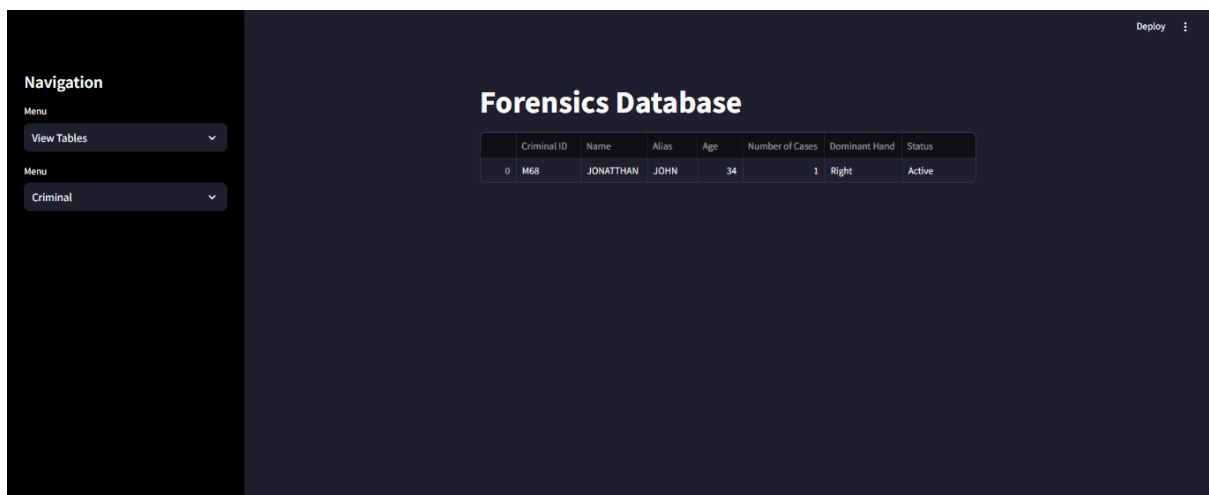 Deploy
Navigation
Menu
View Tables
Menu
Criminal
Forensics Database
Criminal ID Name Alias Age Number of Cases Dominant Hand Status
0 M68 JONATTHAN JOHN 34 1 Right Active